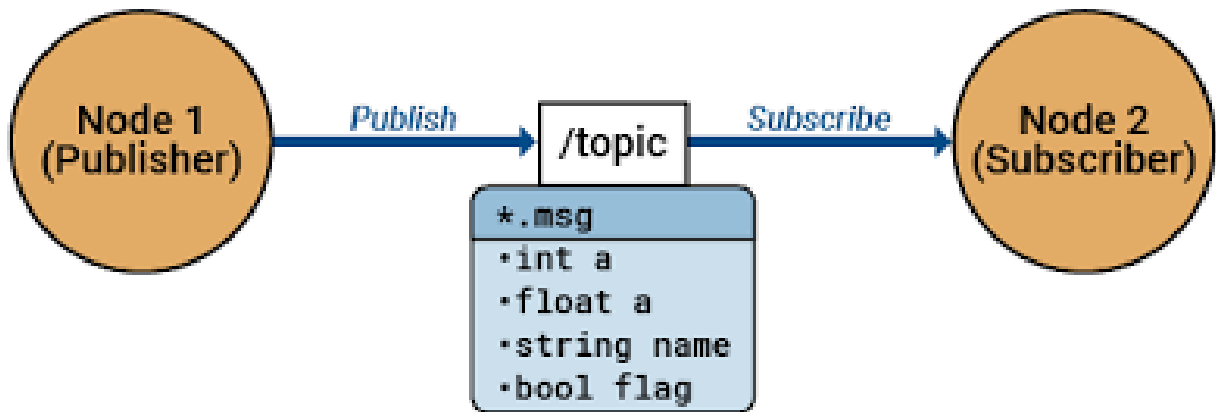 Node 1
(Publisher)
Publish
/topic
Subscribe
Node 2
(Subscriber)
*.msg
•int a
•float a
•string name
•bool flag